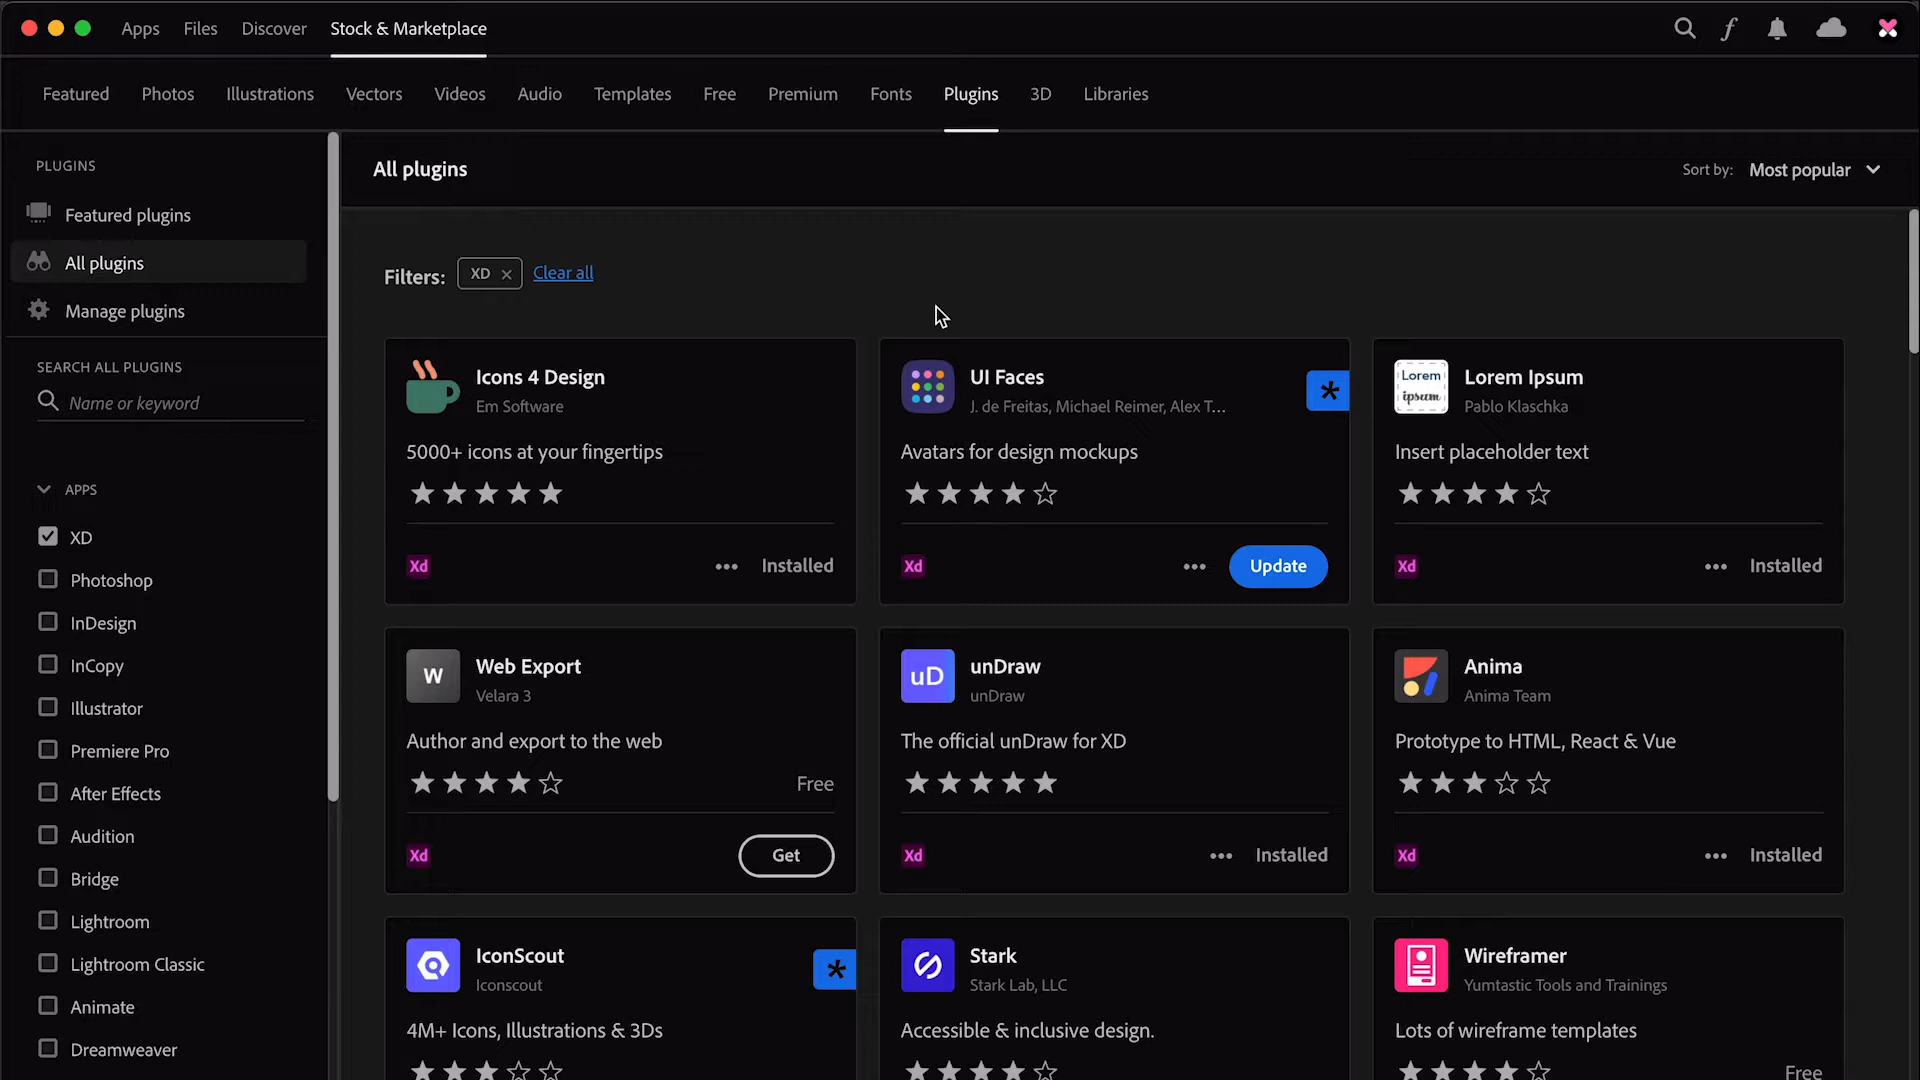 Apps Files Discover Stock & Marketplace
Featured Photos Illustrations Vectors Videos Audio Templates Free Premium Fonts Plugins 3D Libraries
PLUGINS
Featured plugins
All plugins
Manage plugins
SEARCH ALL PLUGINS
Name or keyword
APPS
XD
Photoshop
InDesign
InCopy
Illustrator
Premiere Pro
After Effects
Audition
Bridge
Lightroom
Lightroom Classic
Animate
Dreamweaver
All plugins
Sort by: Most popular
Filters: XD Clear all
Icons 4 Design
Em Software
5000+ icons at your fingertips
Xd ••• Installed
UI Faces
J. de Freitas, Michael Reimer, Alex T...
*
Avatars for design mockups
Xd ••• Update
Lorem ipsum
Lorem Ipsum
Pablo Klaschka
Insert placeholder text
Xd ••• Installed
W
Web Export
Velara 3
Author and export to the web
Free
Xd Get
uD
unDraw
unDraw
The official unDraw for XD
Xd ••• Installed
Anima
Anima Team
Prototype to HTML, React & Vue
Xd ••• Installed
IconScout
Iconscout
*
4M+ Icons, Illustrations & 3Ds
Stark
Stark Lab, LLC
Accessible & inclusive design.
Wireframer
Yumtastic Tools and Trainings
Lots of wireframe templates
Free